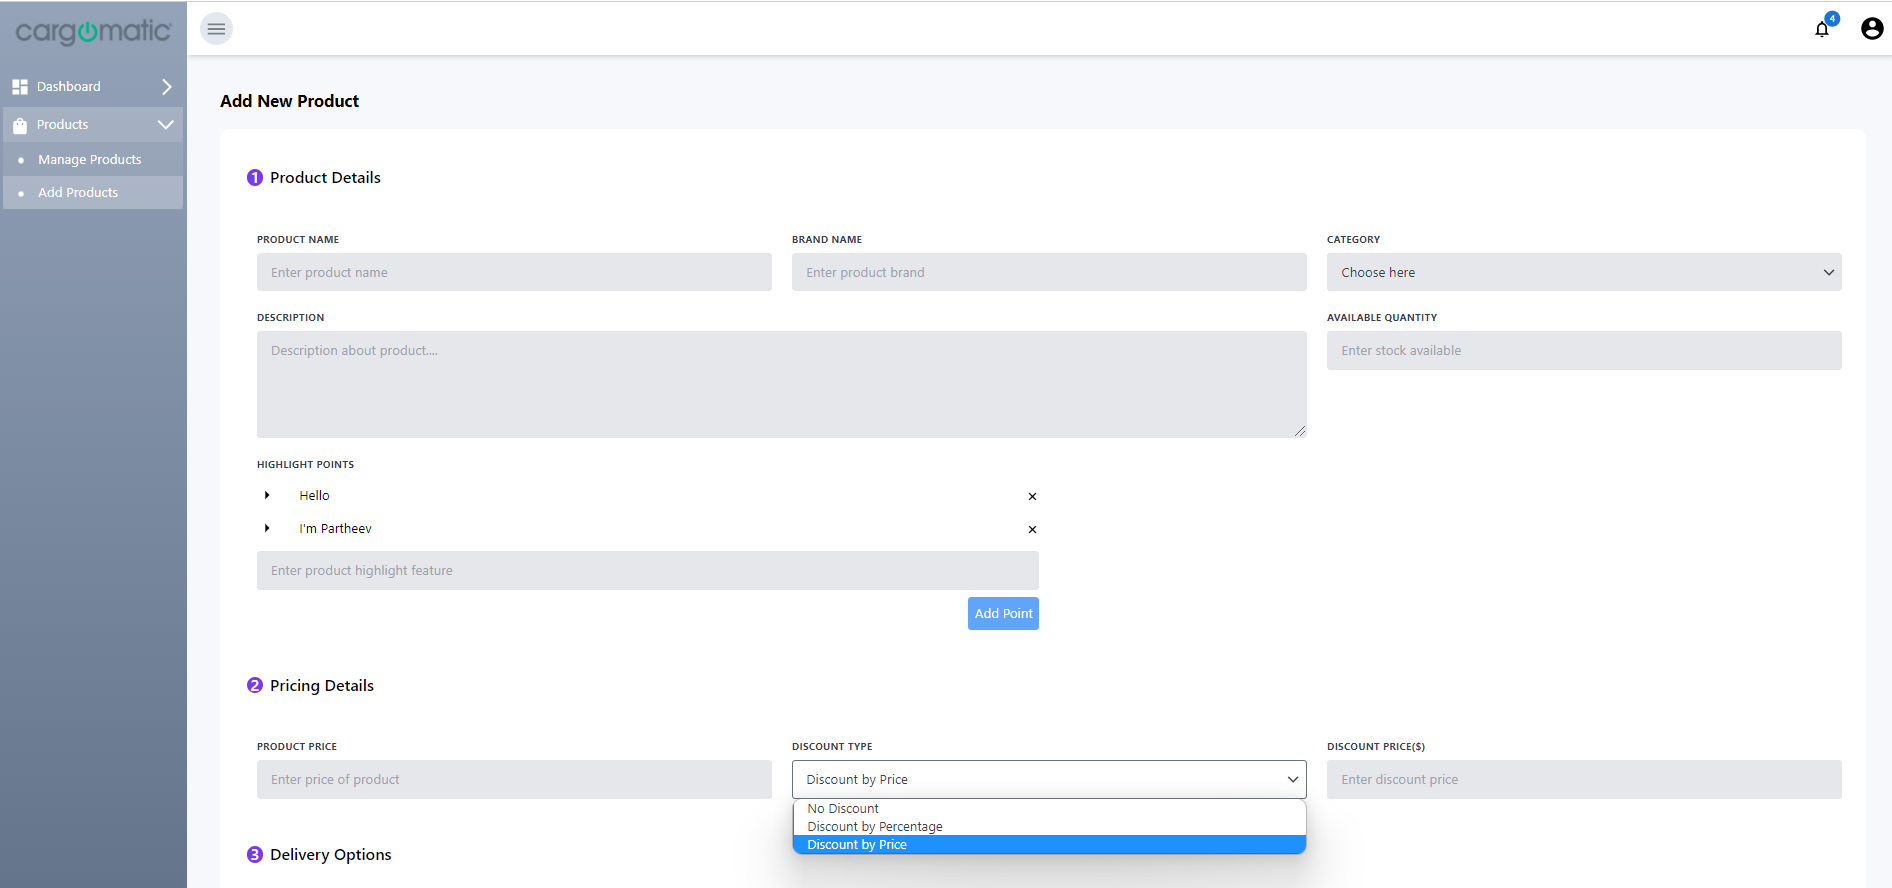 cargomatic
4
Dashboard
Products
Manage Products
Add Products
Add New Product
1 Product Details
PRODUCT NAME
BRAND NAME
CATEGORY
Enter product name
Enter product brand
Choose here
DESCRIPTION
AVAILABLE QUANTITY
Description about product....
Enter stock available
HIGHLIGHT POINTS
Hello
I'm Partheev
Enter product highlight feature
Add Point
2 Pricing Details
PRODUCT PRICE
DISCOUNT TYPE
DISCOUNT PRICE($)
Enter price of product
Discount by Price
Enter discount price
No Discount
Discount by Percentage
Discount by Price
3 Delivery Options